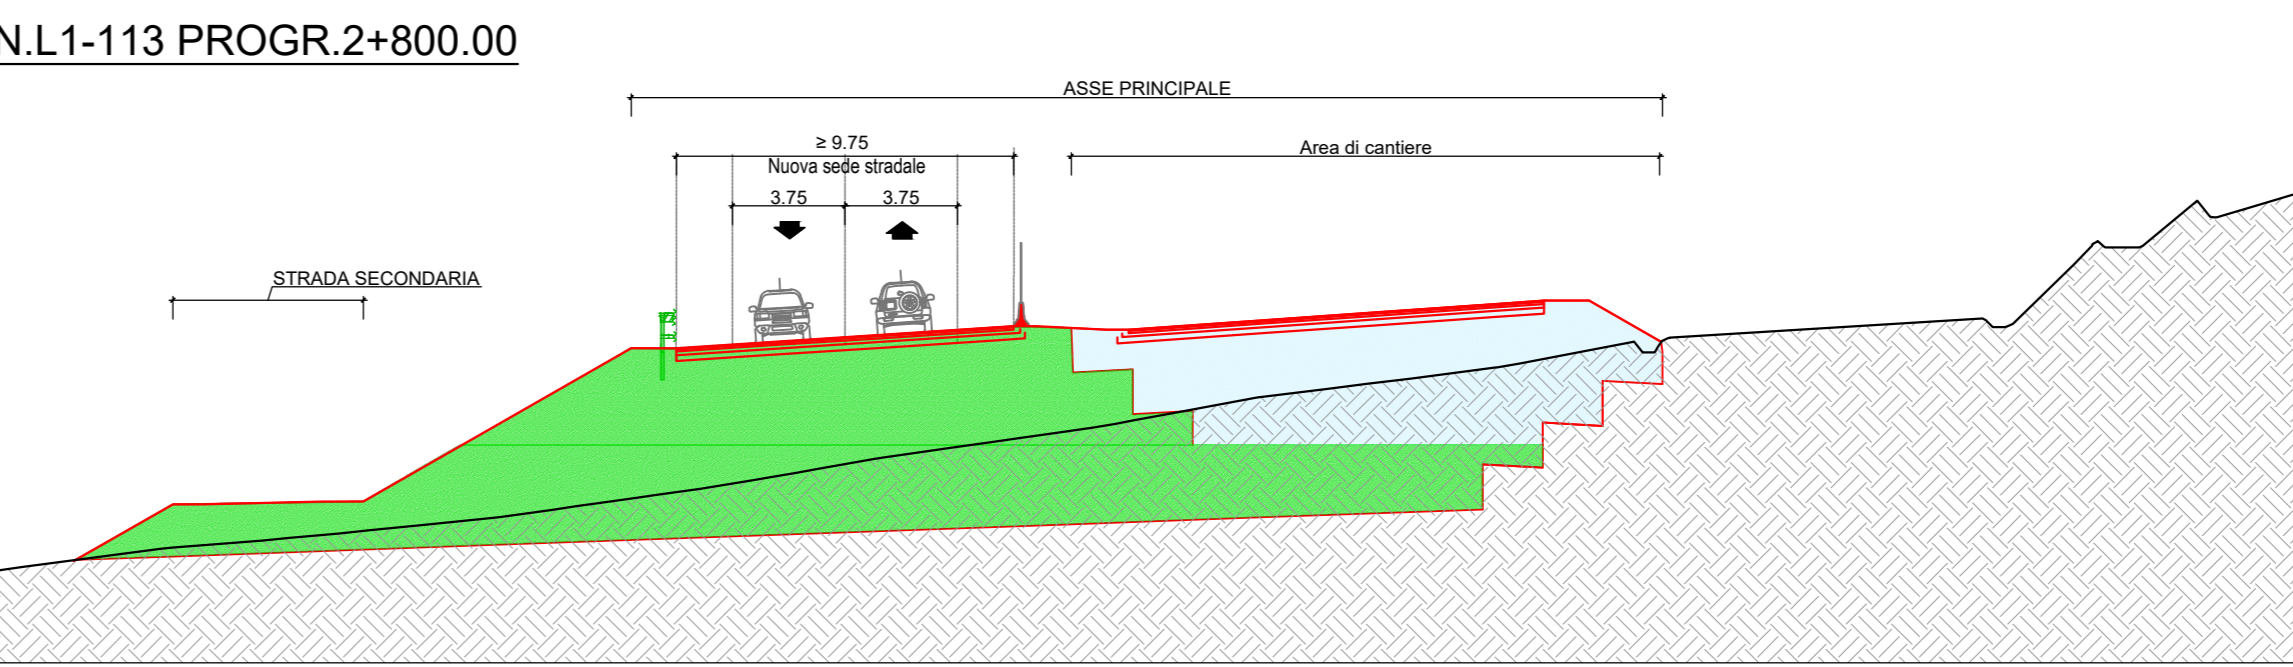 N.L1-113 PROGR.2+800.00
ASSE PRINCIPALE
≥ 9.75
Nuova sede stradale
Area di cantiere
3.75 3.75
STRADA SECONDARIA